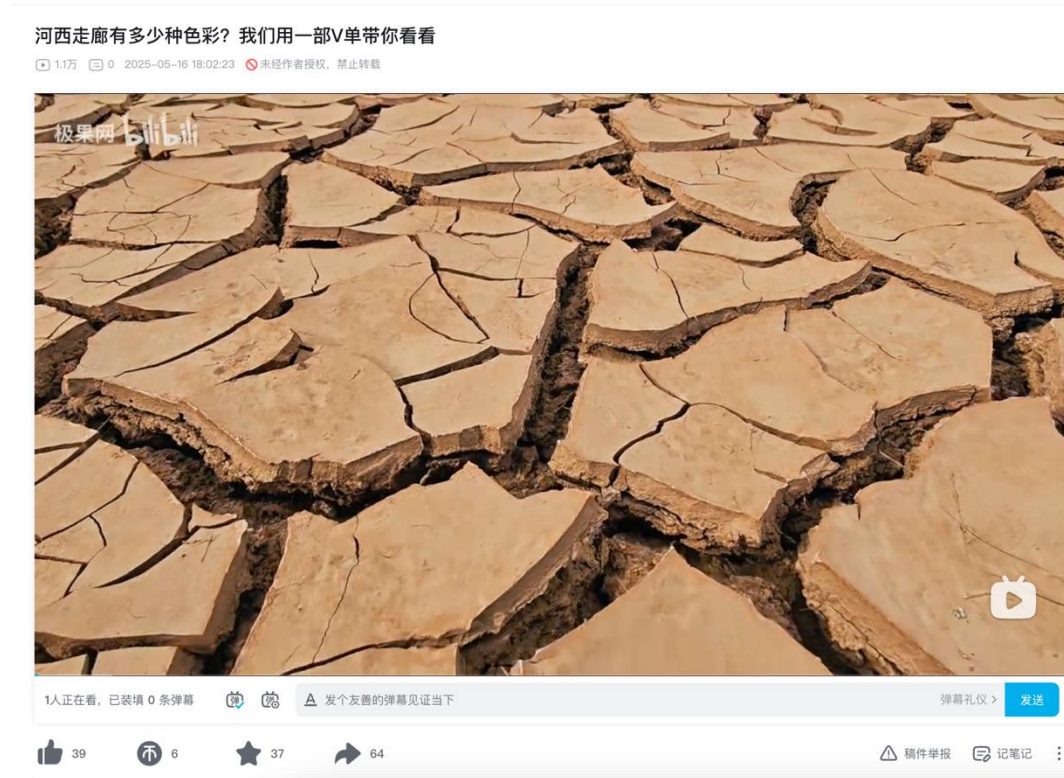 河西走廊有多少种色彩？我们用一部V单带你看看
1.1万 0 2025-05-16 18:02:23 未经作者授权，禁止转载
极果网 bilibili
1人正在看，已装填 0 条弹幕 弹 弹 A 发个友善的弹幕见证当下 弹幕礼仪 > 发送
39 6 37 64 稿件举报 记笔记